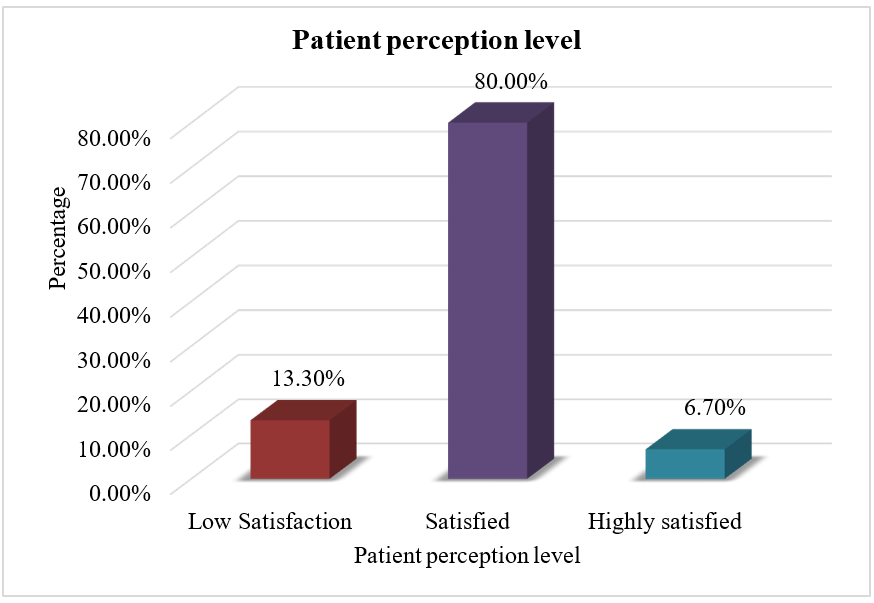 Patient perception level
80.00%
80.00%
70.00%
60.00%
50.00%
40.00%
30.00%
20.00%
10.00%
0.00%
Percentage
13.30%
6.70%
Low Satisfaction
Satisfied
Highly satisfied
Patient perception level